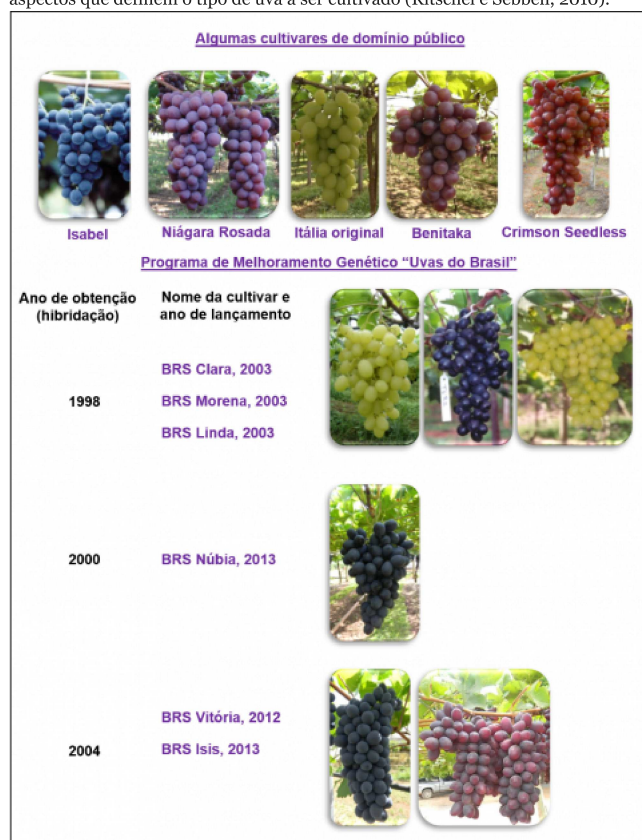 aspectos que definem o tipo de uva a ser cultivado (Ritschel e Sebben, 2010).
Algumas cultivares de domínio público
Isabel Niágara Rosada Itália original Benitaka Crimson Seedless
Programa de Melhoramento Genético “Uvas do Brasil”
Ano de obtenção
(hibridação)
Nome da cultivar e
ano de lançamento
1998
BRS Clara, 2003
BRS Morena, 2003
BRS Linda, 2003
2000
BRS Núbia, 2013
2004
BRS Vitória, 2012
BRS Isis, 2013